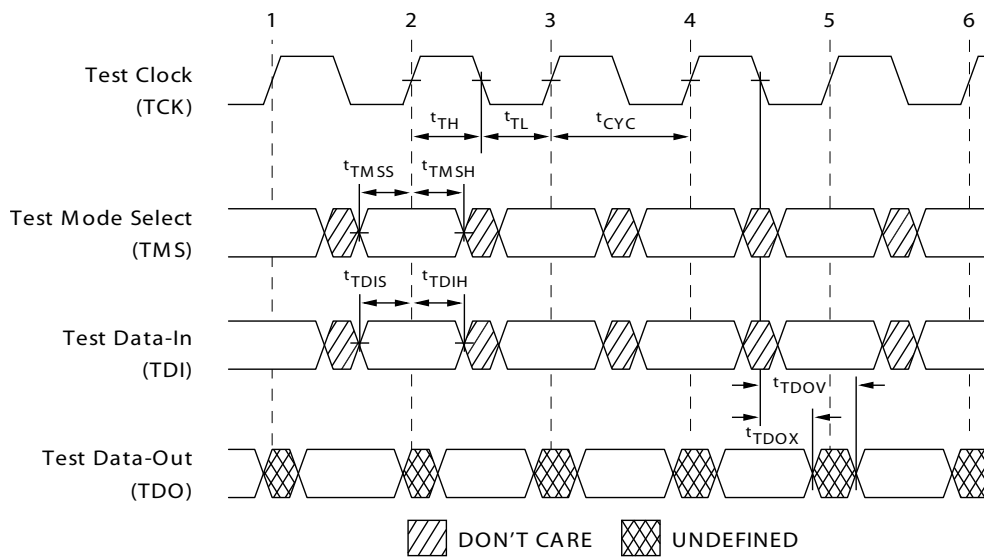 1 2 3 4 5 6
Test Clock
(TCK)
tTH tTL tCYC
tTMSS tTMSH
Test Mode Select
(TMS)
tTDIS tTDIH
Test Data-In
(TDI)
tTDOV
tTDOX
Test Data-Out
(TDO)
DON'T CARE UNDEFINED